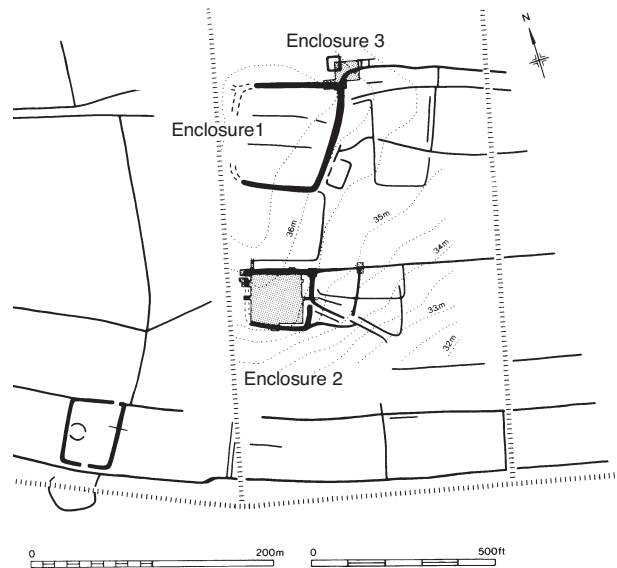 N
Enclosure 3
Enclosure1
36m
35m
34m
33m
32m
Enclosure 2
0 200m
0 500ft